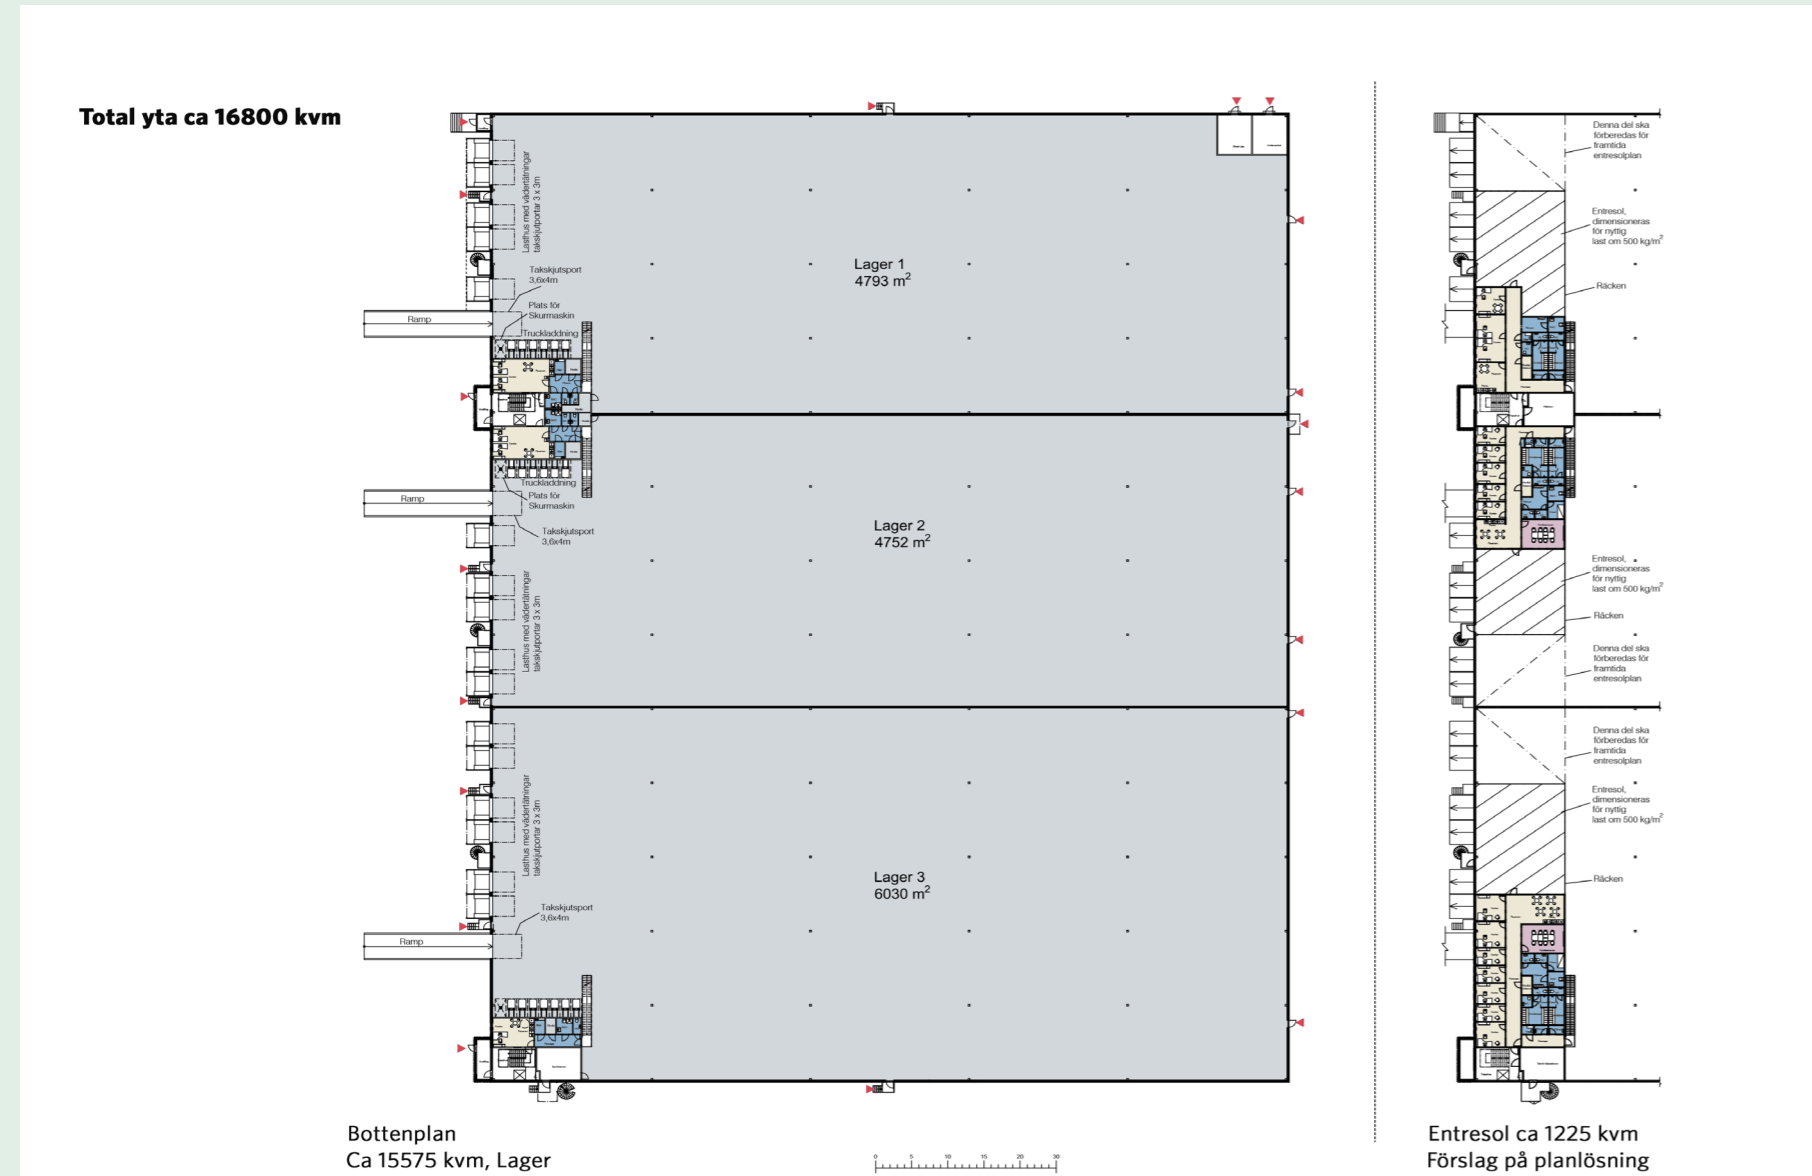 Total yta ca 16800 kvm
Lasthus med vädertätningar
takskjutportar 3 x 3m
Takskjutsport
3,6x4m
Plats för
Skurmaskin
Ramp
Truckladdning
Lager 1
4793 m²
Truckladdning
Plats för
Skurmaskin
Ramp
Takskjutsport
3,6x4m
Lasthus med vädertätningar
takskjutportar 3 x 3m
Lager 2
4752 m²
Lasthus med vädertätningar
takskjutportar 3 x 3m
Lager 3
6030 m²
Takskjutsport
3,6x4m
Ramp
Bottenplan
Ca 15575 kvm, Lager
0 5 10 15 20 30
Denna del ska
förberedas för
framtida
entresolplan
Entresol,
dimensioneras
för nyttig
last om 500 kg/m²
Räcken
Entresol,
dimensioneras
för nyttig
last om 500 kg/m²
Räcken
Denna del ska
förberedas för
framtida
entresolplan
Denna del ska
förberedas för
framtida
entresolplan
Entresol,
dimensioneras
för nyttig
last om 500 kg/m²
Räcken
Entresol ca 1225 kvm
Förslag på planlösning